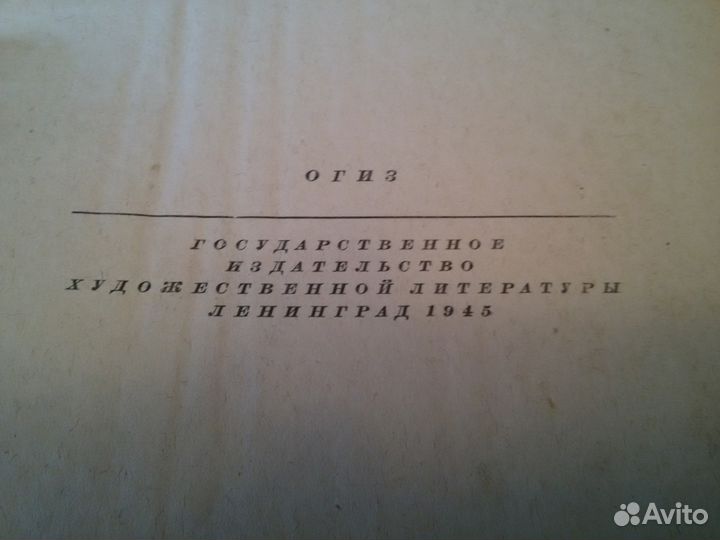 ОГИЗ
ГОСУДАРСТВЕННОЕ
ИЗДАТЕЛЬСТВО
ХУДОЖЕСТВЕННОЙ ЛИТЕРАТУРЫ
ЛЕНИНГРАД 1945
Avito